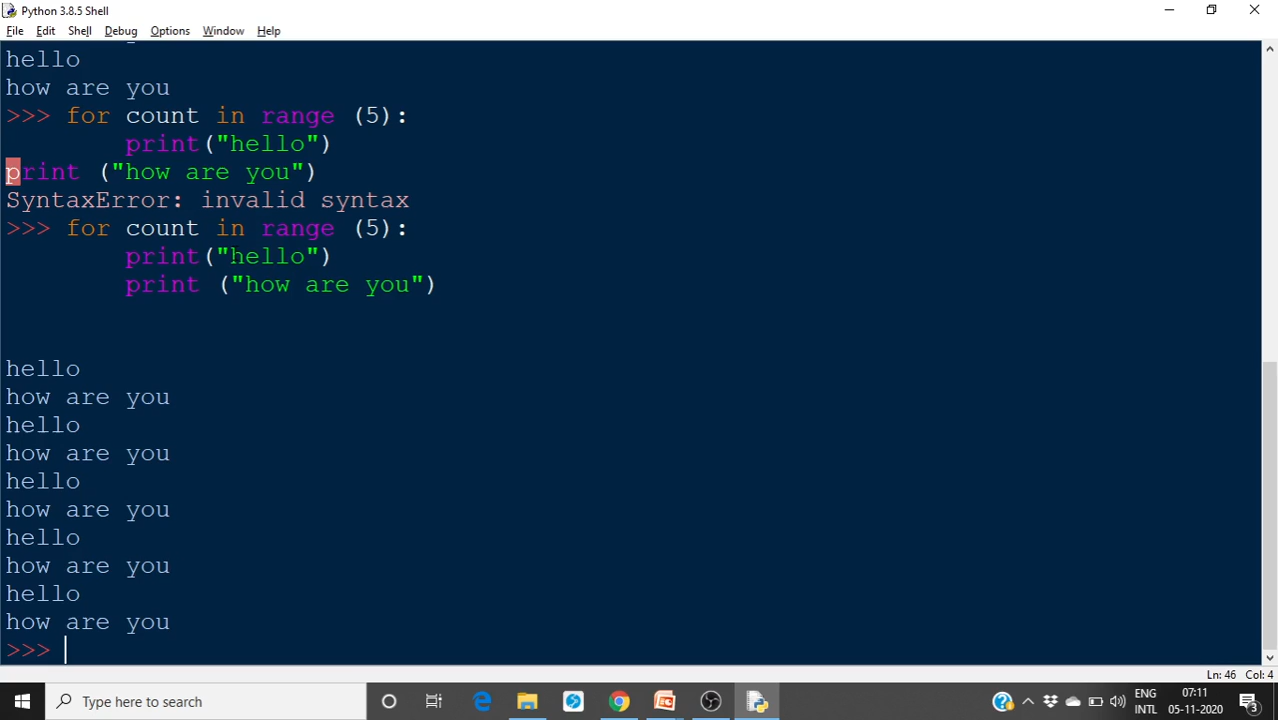 Python 3.8.5 Shell
File Edit Shell Debug Options Window Help
hello
how are you
>>> for count in range (5):
        print("hello")
print ("how are you")
SyntaxError: invalid syntax
>>> for count in range (5):
        print("hello")
        print ("how are you")
hello
how are you
hello
how are you
hello
how are you
hello
how are you
hello
how are you
>>>
Ln: 46 Col: 4
Type here to search
ENG 07:11
INTL 05-11-2020
3